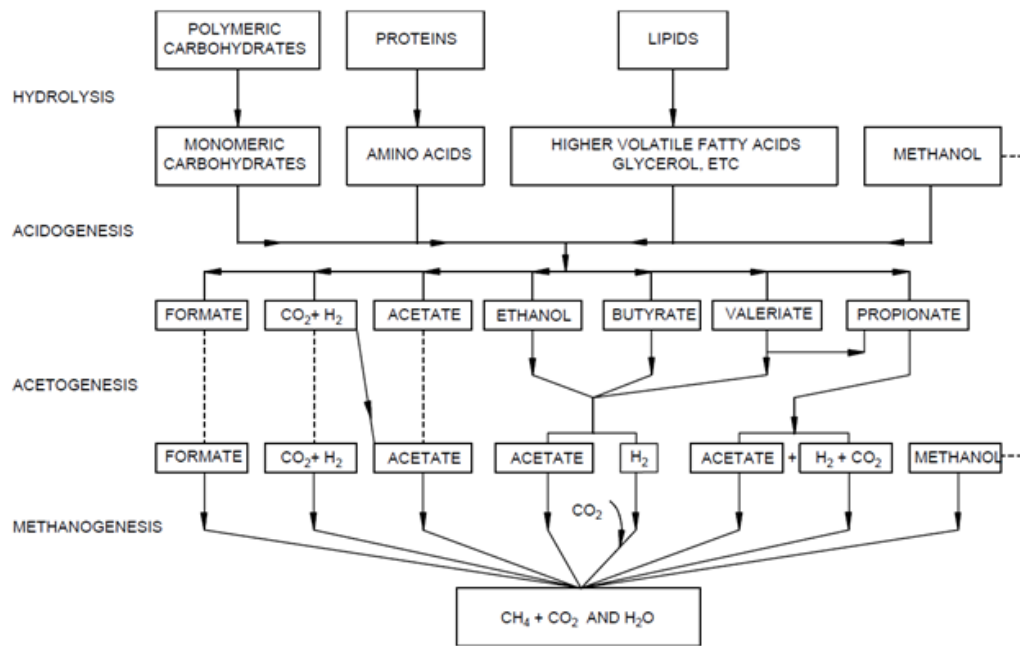 POLYMERIC
CARBOHYDRATES
PROTEINS
LIPIDS
HYDROLYSIS
MONOMERIC
CARBOHYDRATES
AMINO ACIDS
HIGHER VOLATILE FATTY ACIDS
GLYCEROL, ETC
METHANOL
ACIDOGENESIS
FORMATE
CO₂+ H₂
ACETATE
ETHANOL
BUTYRATE
VALERIATE
PROPIONATE
ACETOGENESIS
FORMATE
CO₂+ H₂
ACETATE
ACETATE
H₂
ACETATE
+
H₂ + CO₂
METHANOL
METHANOGENESIS
CO₂
CH₄ + CO₂ AND H₂O